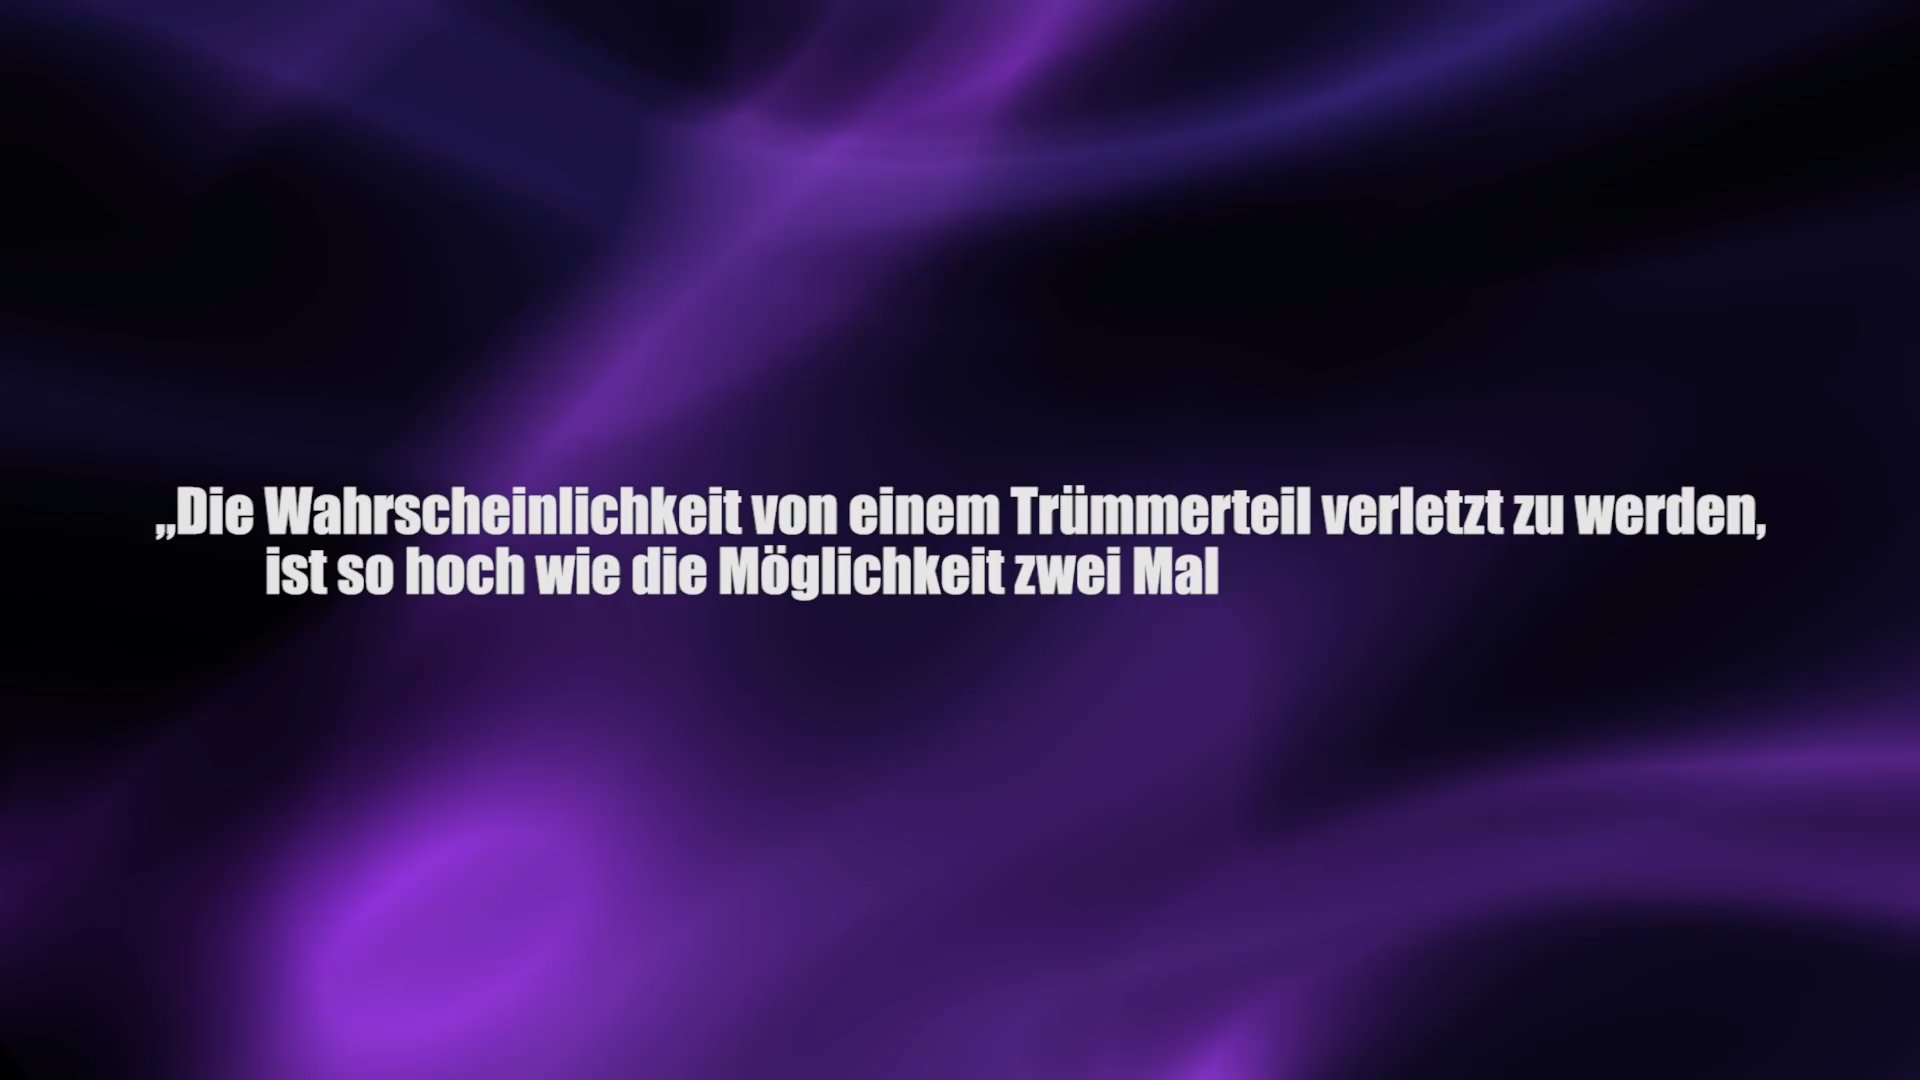 „Die Wahrscheinlichkeit von einem Trümmerteil verletzt zu werden,
ist so hoch wie die Möglichkeit zwei Mal